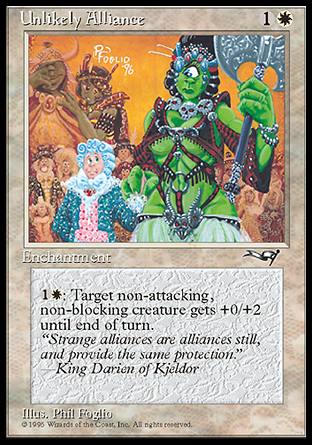 Unlikely Alliance 1
PFOGLIO
96
Enchantment
1: Target non-attacking,
non-blocking creature gets +0/+2
until end of turn.
“Strange alliances are alliances still,
and provide the same protection.”
—King Darien of Kjeldor
Illus. Phil Foglio
©1996 Wizards of the Coast, Inc. All rights reserved.